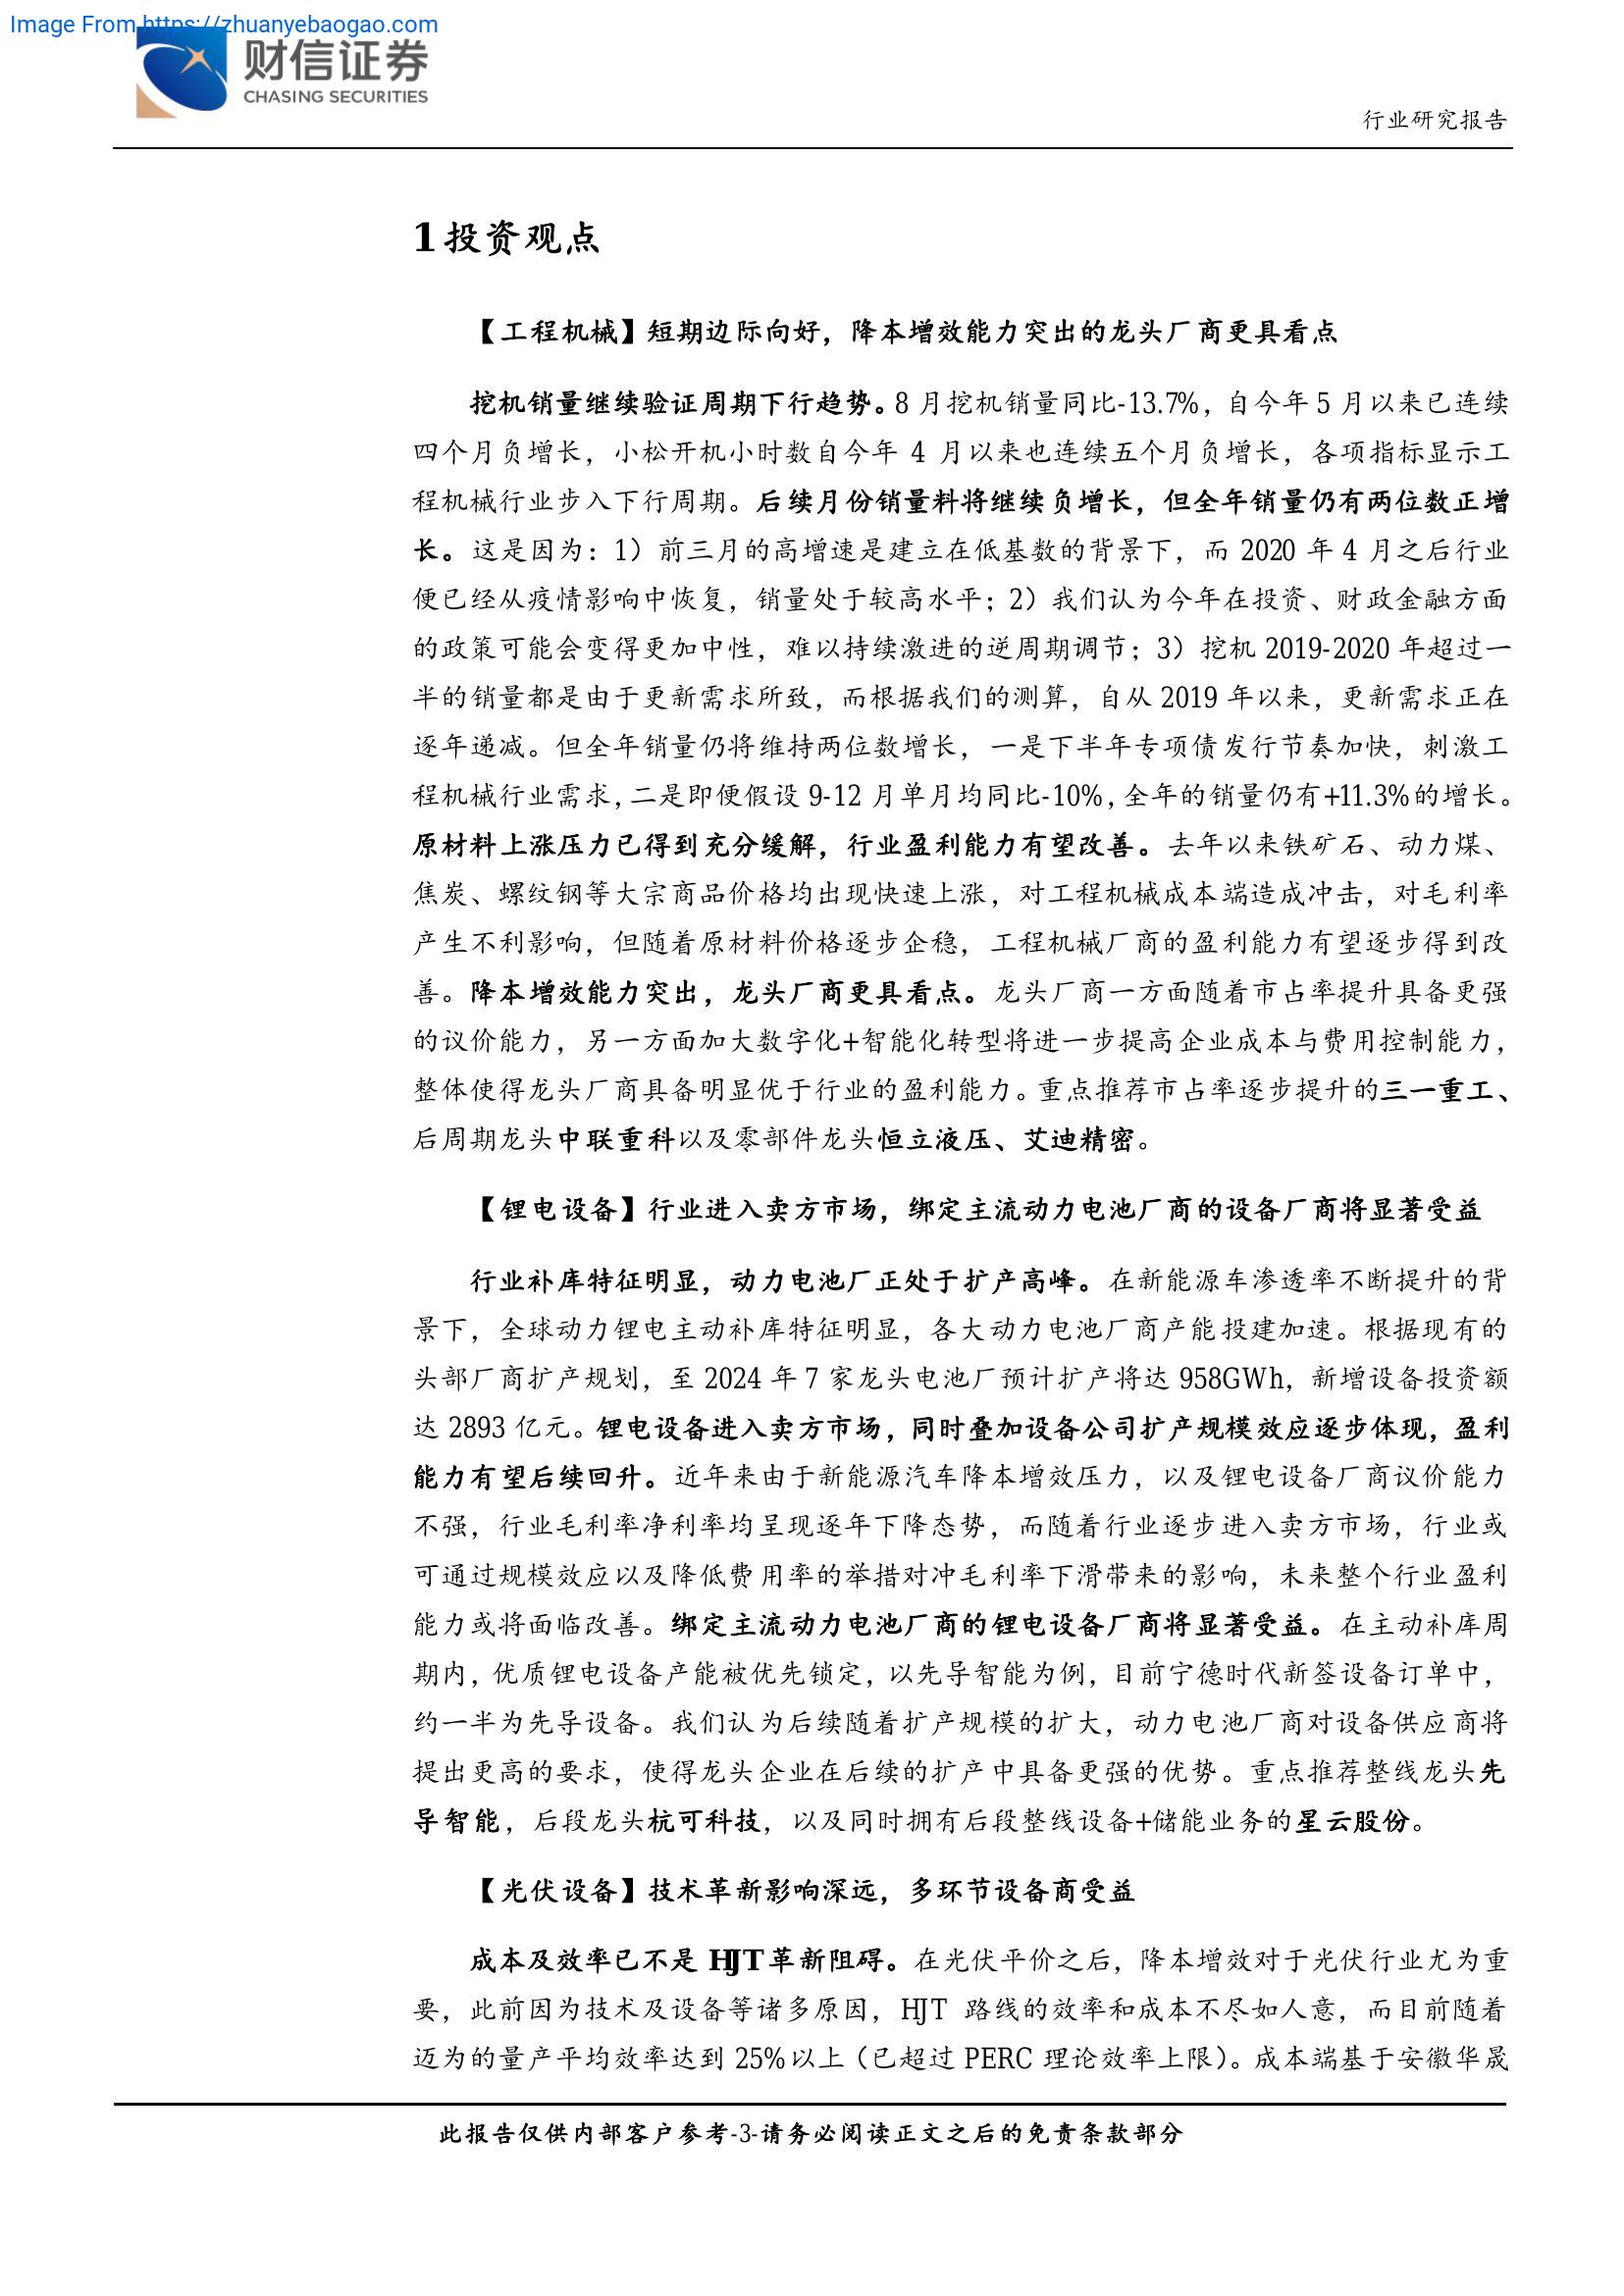 Image From https://zhuanyebaogao.com
财信证券
CHASING SECURITIES
行业研究报告
1 投资观点
【工程机械】短期边际向好，降本增效能力突出的龙头厂商更具看点
挖机销量继续验证周期下行趋势。8 月挖机销量同比-13.7%，自今年 5 月以来已连续
四个月负增长，小松开机小时数自今年 4 月以来也连续五个月负增长，各项指标显示工
程机械行业步入下行周期。后续月份销量料将继续负增长，但全年销量仍有两位数正增
长。这是因为：1）前三月的高增速是建立在低基数的背景下，而 2020 年 4 月之后行业
便已经从疫情影响中恢复，销量处于较高水平；2）我们认为今年在投资、财政金融方面
的政策可能会变得更加中性，难以持续激进的逆周期调节；3）挖机 2019-2020 年超过一
半的销量都是由于更新需求所致，而根据我们的测算，自从 2019 年以来，更新需求正在
逐年递减。但全年销量仍将维持两位数增长，一是下半年专项债发行节奏加快，刺激工
程机械行业需求，二是即便假设 9-12 月单月均同比-10%，全年的销量仍有+11.3%的增长。
原材料上涨压力已得到充分缓解，行业盈利能力有望改善。去年以来铁矿石、动力煤、
焦炭、螺纹钢等大宗商品价格均出现快速上涨，对工程机械成本端造成冲击，对毛利率
产生不利影响，但随着原材料价格逐步企稳，工程机械厂商的盈利能力有望逐步得到改
善。降本增效能力突出，龙头厂商更具看点。龙头厂商一方面随着市占率提升具备更强
的议价能力，另一方面加大数字化+智能化转型将进一步提高企业成本与费用控制能力，
整体使得龙头厂商具备明显优于行业的盈利能力。重点推荐市占率逐步提升的三一重工、
后周期龙头中联重科以及零部件龙头恒立液压、艾迪精密。
【锂电设备】行业进入卖方市场，绑定主流动力电池厂商的设备厂商将显著受益
行业补库特征明显，动力电池厂正处于扩产高峰。在新能源车渗透率不断提升的背
景下，全球动力锂电主动补库特征明显，各大动力电池厂商产能投建加速。根据现有的
头部厂商扩产规划，至 2024 年 7 家龙头电池厂预计扩产将达 958GWh，新增设备投资额
达 2893 亿元。锂电设备进入卖方市场，同时叠加设备公司扩产规模效应逐步体现，盈利
能力有望后续回升。近年来由于新能源汽车降本增效压力，以及锂电设备厂商议价能力
不强，行业毛利率净利率均呈现逐年下降态势，而随着行业逐步进入卖方市场，行业或
可通过规模效应以及降低费用率的举措对冲毛利率下滑带来的影响，未来整个行业盈利
能力或将面临改善。绑定主流动力电池厂商的锂电设备厂商将显著受益。在主动补库周
期内，优质锂电设备产能被优先锁定，以先导智能为例，目前宁德时代新签设备订单中，
约一半为先导设备。我们认为后续随着扩产规模的扩大，动力电池厂商对设备供应商将
提出更高的要求，使得龙头企业在后续的扩产中具备更强的优势。重点推荐整线龙头先
导智能，后段龙头杭可科技，以及同时拥有后段整线设备+储能业务的星云股份。
【光伏设备】技术革新影响深远，多环节设备商受益
成本及效率已不是 HJT 革新阻碍。在光伏平价之后，降本增效对于光伏行业尤为重
要，此前因为技术及设备等诸多原因，HJT 路线的效率和成本不尽如人意，而目前随着
迈为的量产平均效率达到 25%以上（已超过 PERC 理论效率上限）。成本端基于安徽华晟
此报告仅供内部客户参考-3-请务必阅读正文之后的免责条款部分